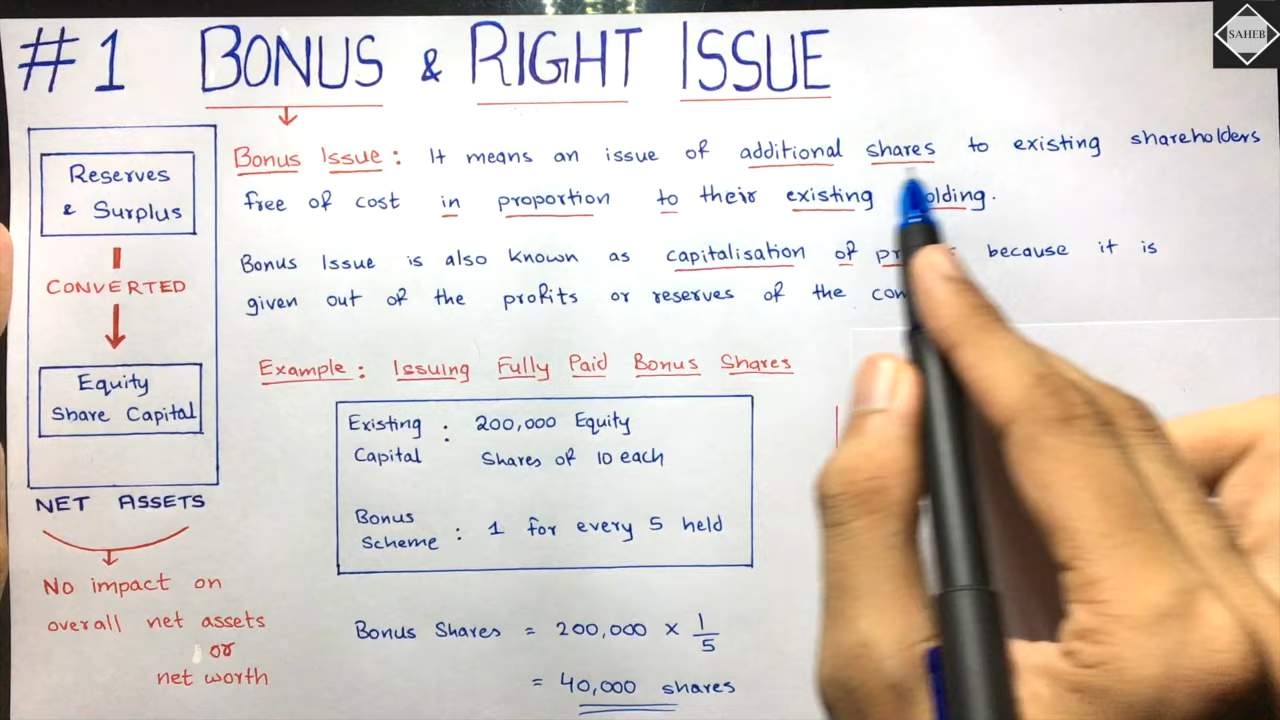 #1 BONUS & RIGHT ISSUE
SAHEB
Reserves
& Surplus
CONVERTED
Equity
Share Capital
NET ASSETS
No impact on
overall net assets
or
net worth
Bonus Issue: It means an issue of additional shares to existing shareholders
free of cost in proportion to their existing olding.
Bonus Issue is also known as capitalisation of because it is
given out of the profits or reserves of the
Example: Issuing Fully Paid Bonus Shares
Existing : 200,000 Equity
Capital Shares of 10 each
Bonus
Scheme : 1 for every 5 held
Bonus Shares = 200,000 × 1/5
= 40,000 shares